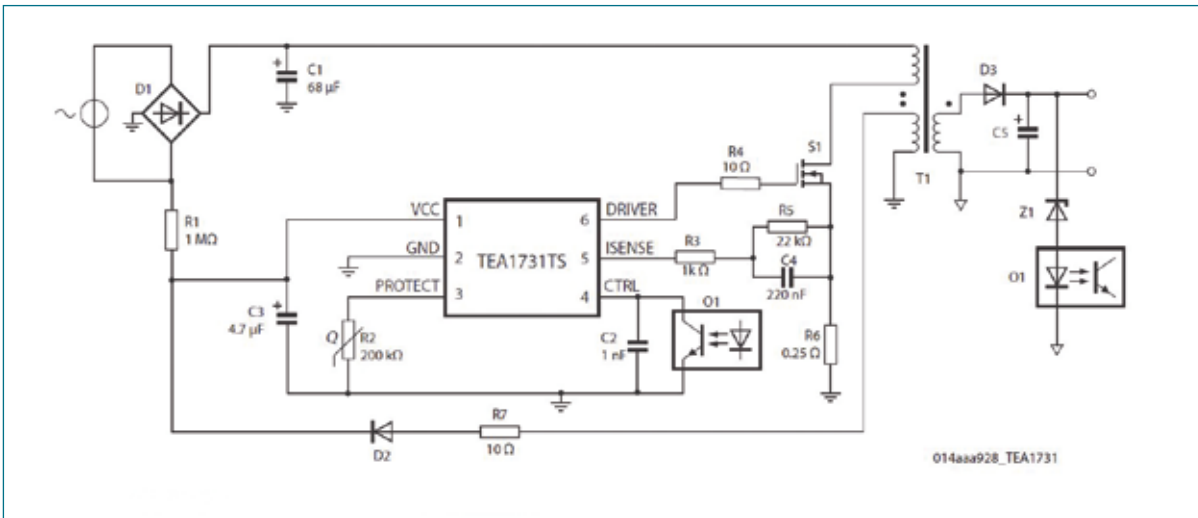 D1
C1
68 µF
D3
C5
T1
S1
R4
10 Ω
R1
1 MΩ
VCC
1
GND
2
PROTECT
3
TEA1731TS
DRIVER
6
ISENSE
5
CTRL
4
R3
1k Ω
R5
22 kΩ
C4
220 nF
Z1
O1
C3
4.7 µF
R2
200 kΩ
C2
1 nF
O1
R6
0.25 Ω
D2
R7
10 Ω
014aaa928_TEA1731